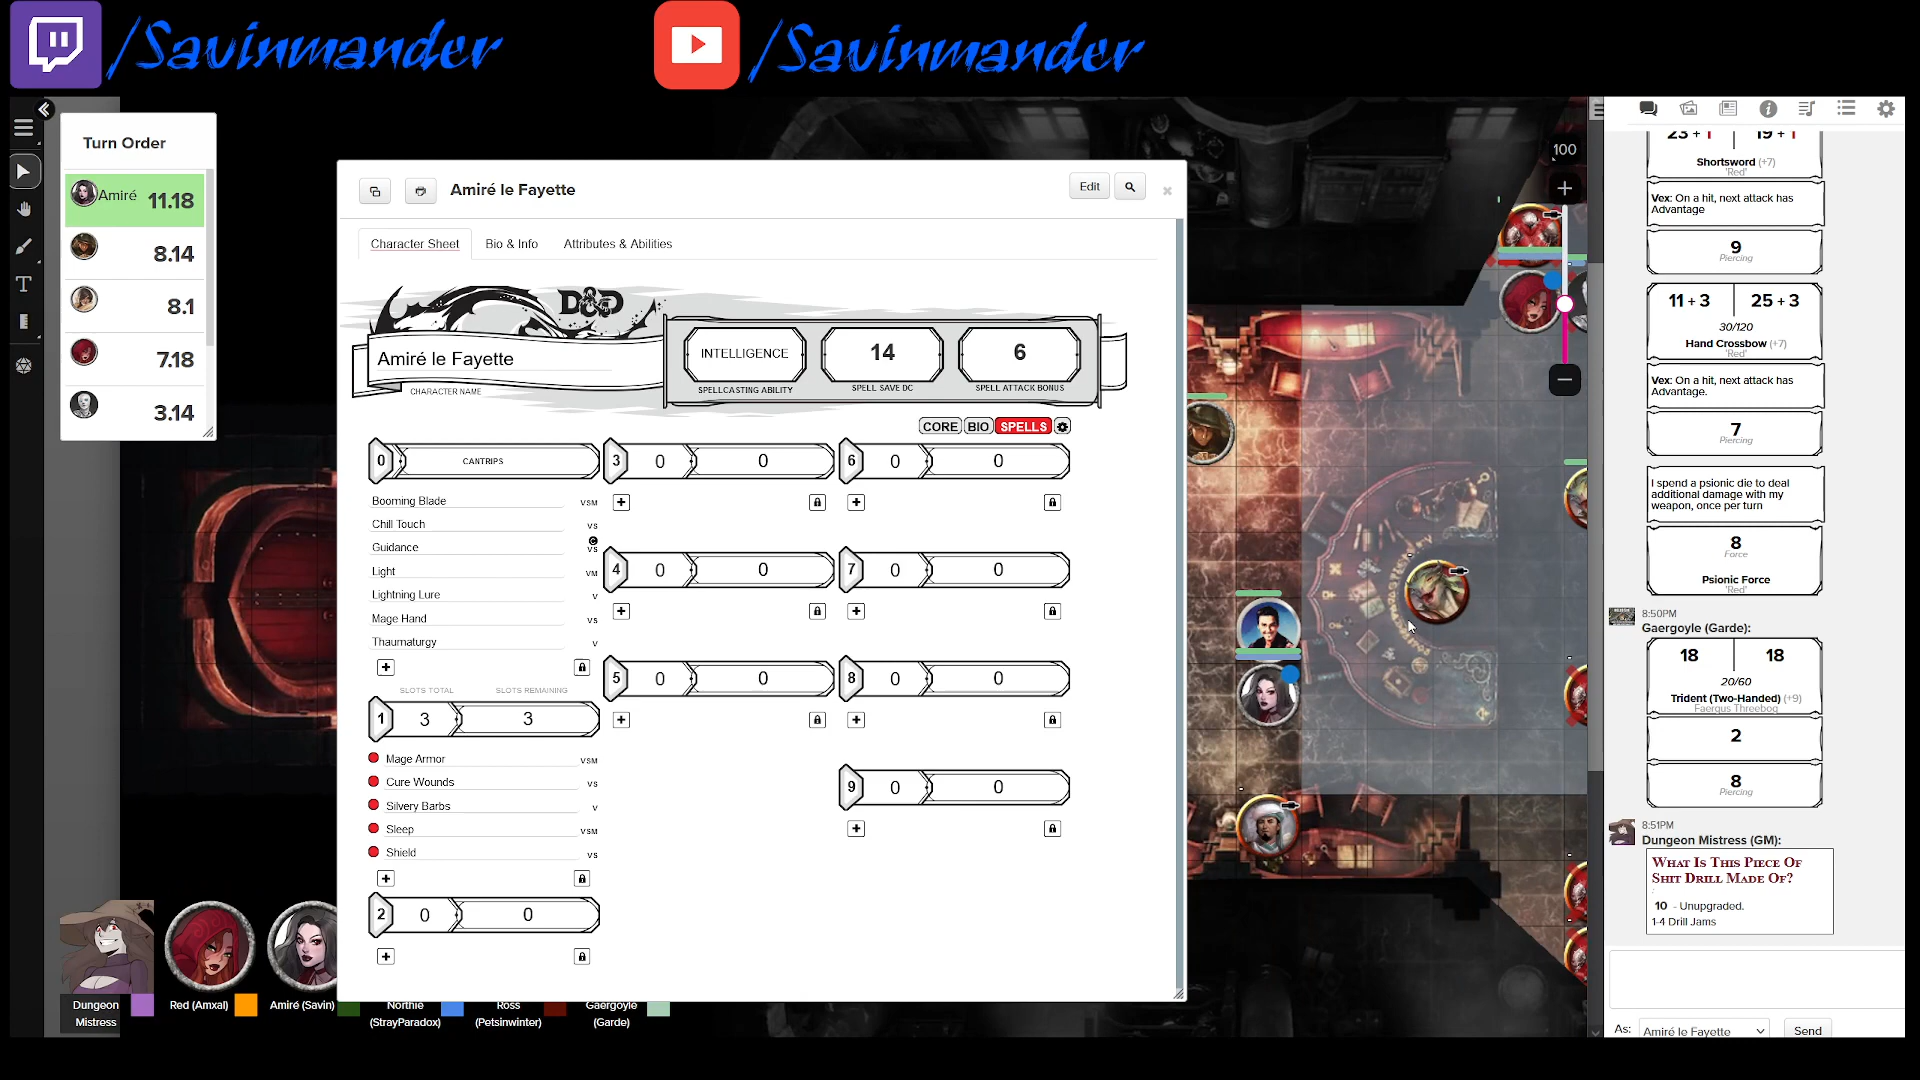 /Savinmander
/Savinmander
Turn Order
Amiré 11.18
8.14
8.1
7.18
3.14
Amiré le Fayette
Edit
Character Sheet
Bio & Info
Attributes & Abilities
D&D
Amiré le Fayette
CHARACTER NAME
INTELLIGENCE
SPELLCASTING ABILITY
14
SPELL SAVE DC
6
SPELL ATTACK BONUS
CORE
BIO
SPELLS
0 CANTRIPS
Booming Blade VSM
Chill Touch VS
Guidance C VS
Light VM
Lightning Lure V
Mage Hand VS
Thaumaturgy V
SLOTS TOTAL SLOTS REMAINING
1 3 3
Mage Armor VSM
Cure Wounds VS
Silvery Barbs V
Sleep VSM
Shield VS
2 0 0
3 0 0
4 0 0
5 0 0
6 0 0
7 0 0
8 0 0
9 0 0
100
Dungeon
Mistress
Red (Amxal)
Amiré (Savin)
Northie
(StrayParadox)
Ross
(Petsinwinter)
Gaergoyle
(Garde)
23 + 1 19 + 1
Shortsword (+7)
'Red'
Vex: On a hit, next attack has
Advantage
9
Piercing
11 + 3 25 + 3
30/120
Hand Crossbow (+7)
'Red'
Vex: On a hit, next attack has
Advantage.
7
Piercing
I spend a psionic die to deal
additional damage with my
weapon, once per turn
8
Force
Psionic Force
'Red'
8:50PM
Gaergoyle (Garde):
18 18
20/60
Trident (Two-Handed) (+9)
Faergus Threebog
2
8
Piercing
8:51PM
Dungeon Mistress (GM):
What Is This Piece Of
Shit Drill Made Of?
:
10 - Unupgraded.
1-4 Drill Jams
As: Amiré le Fayette
Send